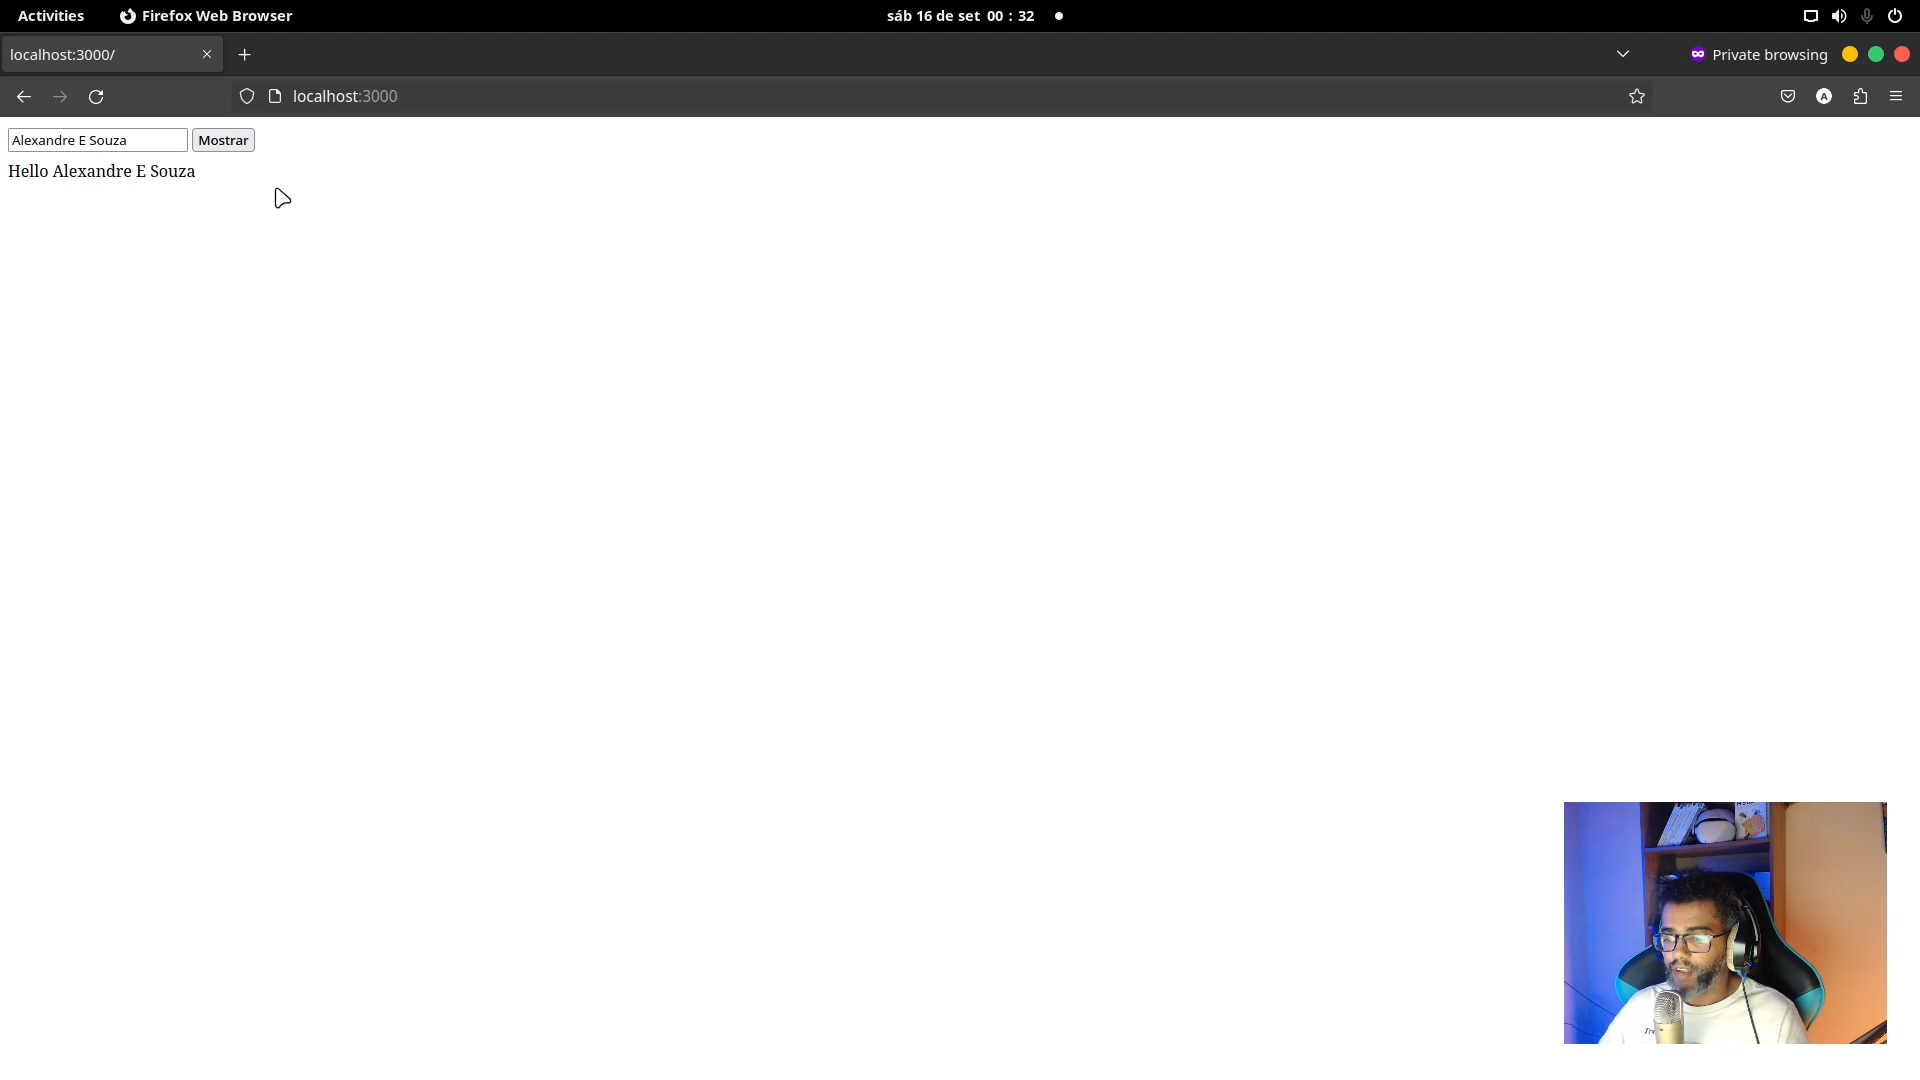 Activities Firefox Web Browser sáb 16 de set 00 : 32
localhost:3000/ Private browsing
localhost:3000 A
Alexandre E Souza Mostrar
Hello Alexandre E Souza